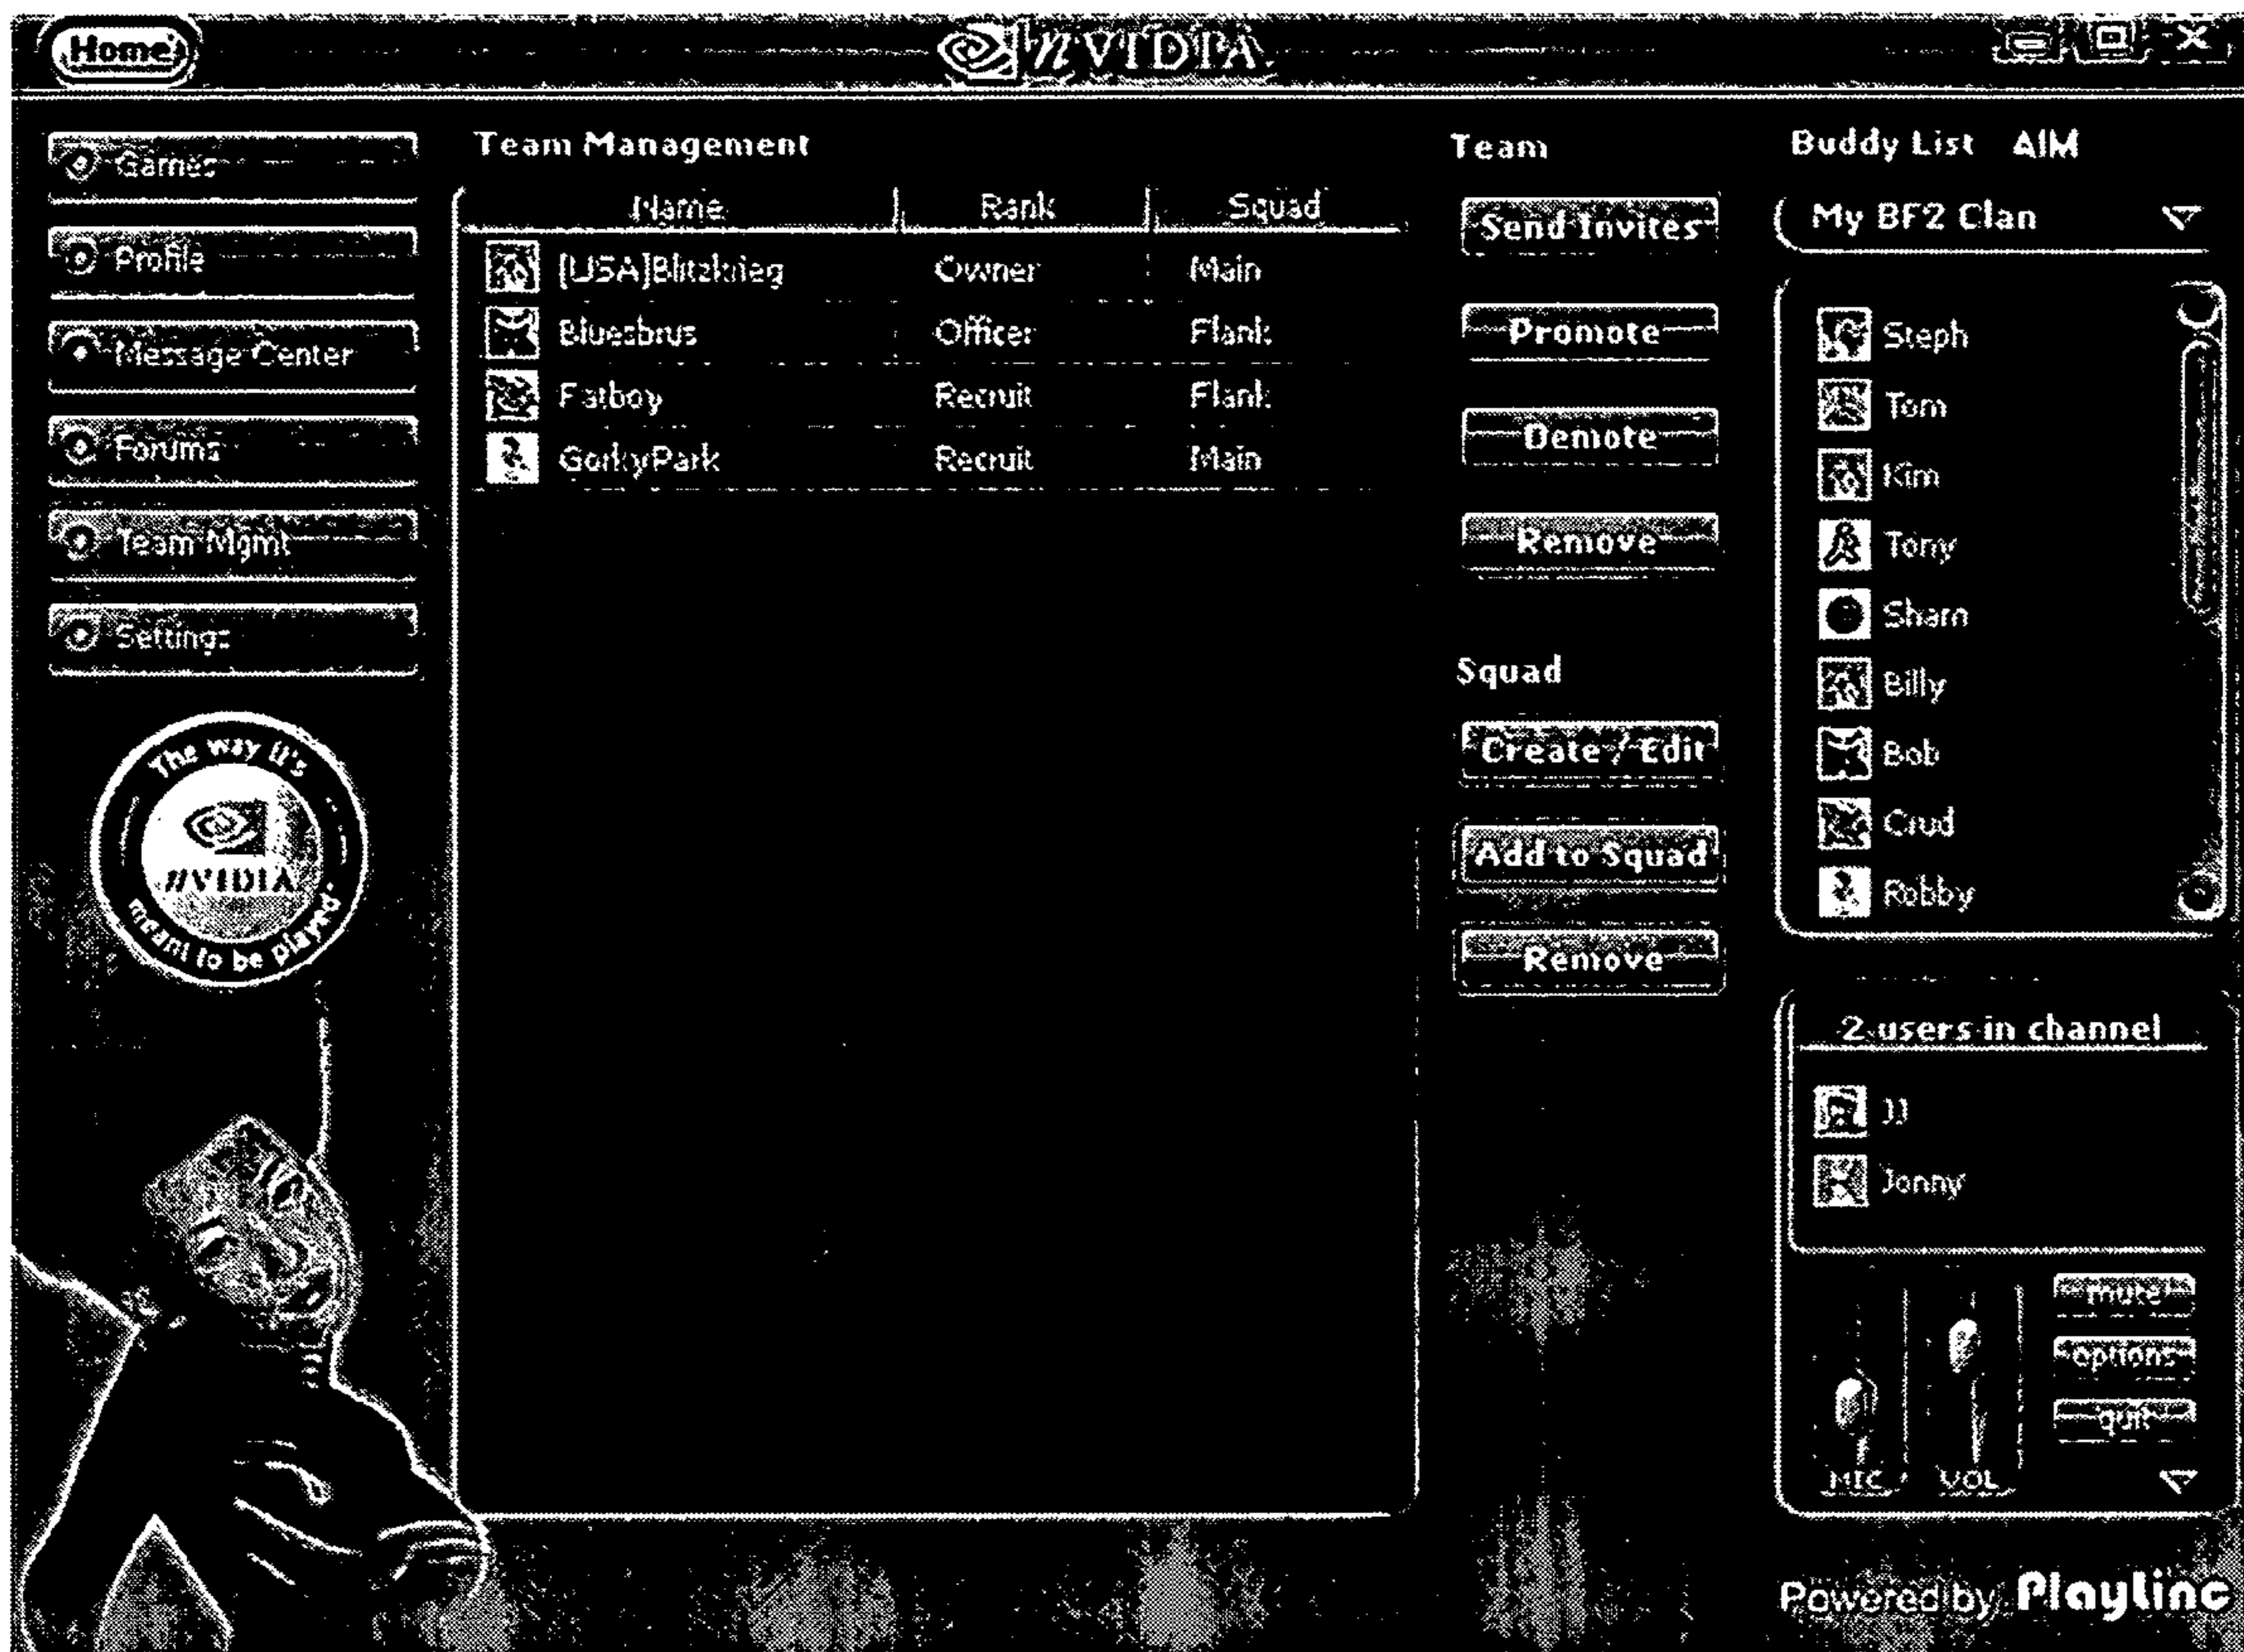 Home
nVIDIA
Games
Profile
Message Center
Forums
Team Mgmt
Settings
The way it's
nVIDIA
meant to be played
Team Management
Name Rank Squad
[USA]Blitzkrieg Owner Main
Bluesbrus Officer Flank
Fatboy Recruit Flank
GorkyPark Recruit Main
Team
Send Invites
Promote
Demote
Remove
Squad
Create / Edit
Add to Squad
Remove
Buddy List AIM
My BF2 Clan
Steph
Tom
Kim
Tony
Sharn
Billy
Bob
Crud
Robby
2 users in channel
JJ
Jonny
mute
options
quit
MIC VOL
Powered by Playlinc